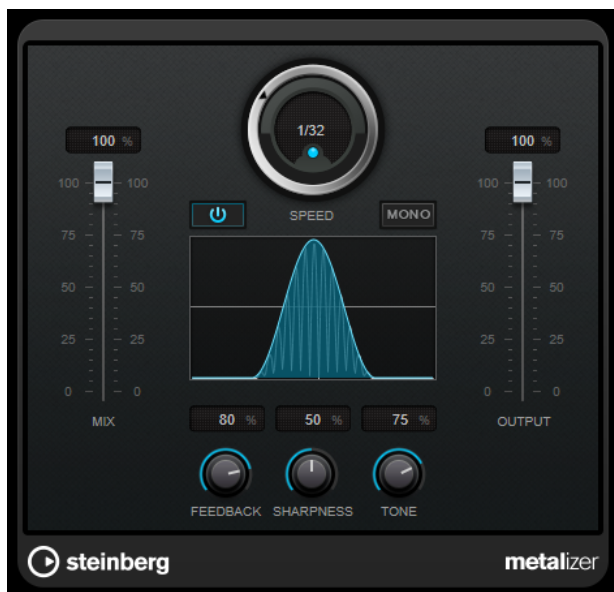 1/32
100 %
100 %
SPEED
MONO
100 100
75 75
50 50
25 25
0 0
MIX
100 100
75 75
50 50
25 25
0 0
OUTPUT
80 %
50 %
75 %
FEEDBACK
SHARPNESS
TONE
steinberg
metalizer